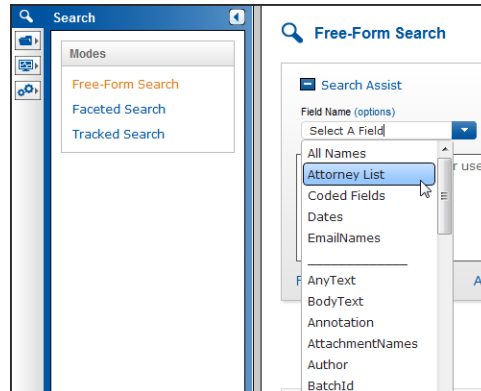 Search
Modes
Free-Form Search
Faceted Search
Tracked Search
Free-Form Search
Search Assist
Field Name (options)
Select A Field
All Names
Attorney List
Coded Fields
Dates
EmailNames
AnyText
BodyText
Annotation
AttachmentNames
Author
BatchId
use
F
A